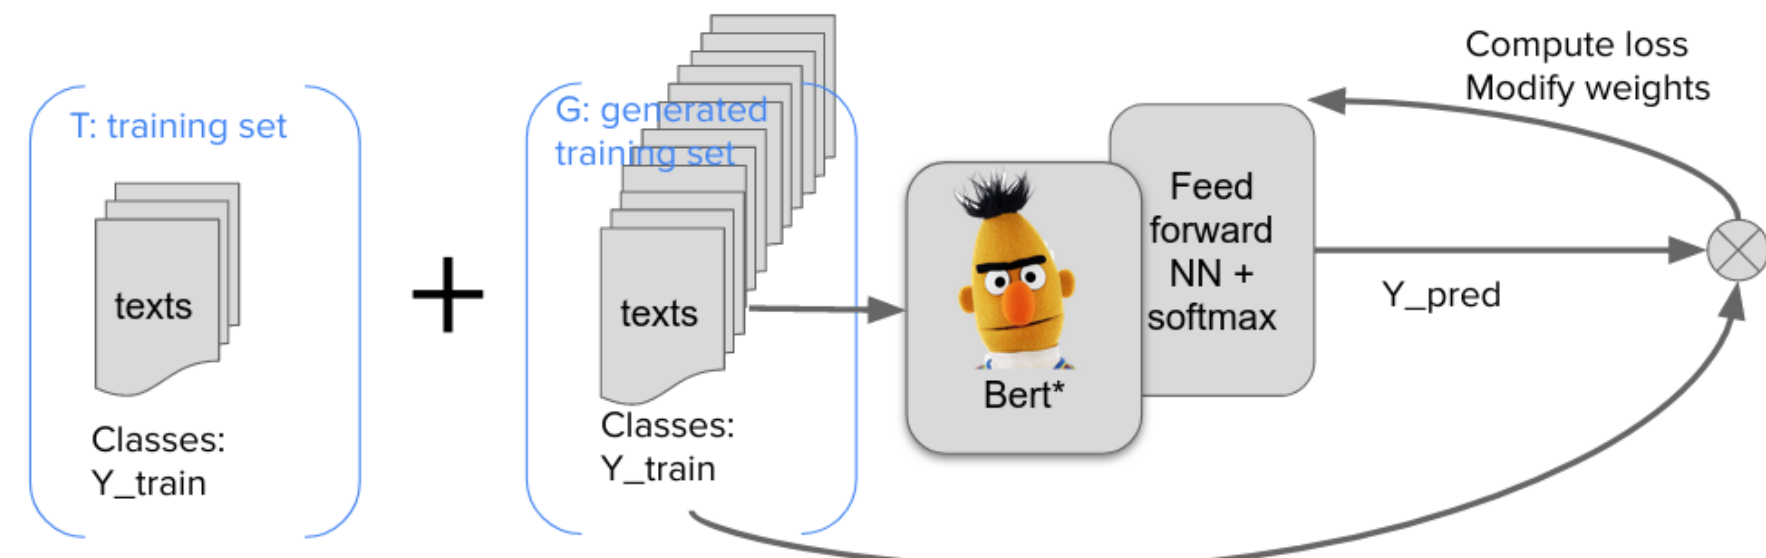 T: training set
texts
Classes:
Y_train
+
G: generated
training set
texts
Classes:
Y_train
Bert*
Feed
forward
NN +
softmax
Y_pred
Compute loss
Modify weights